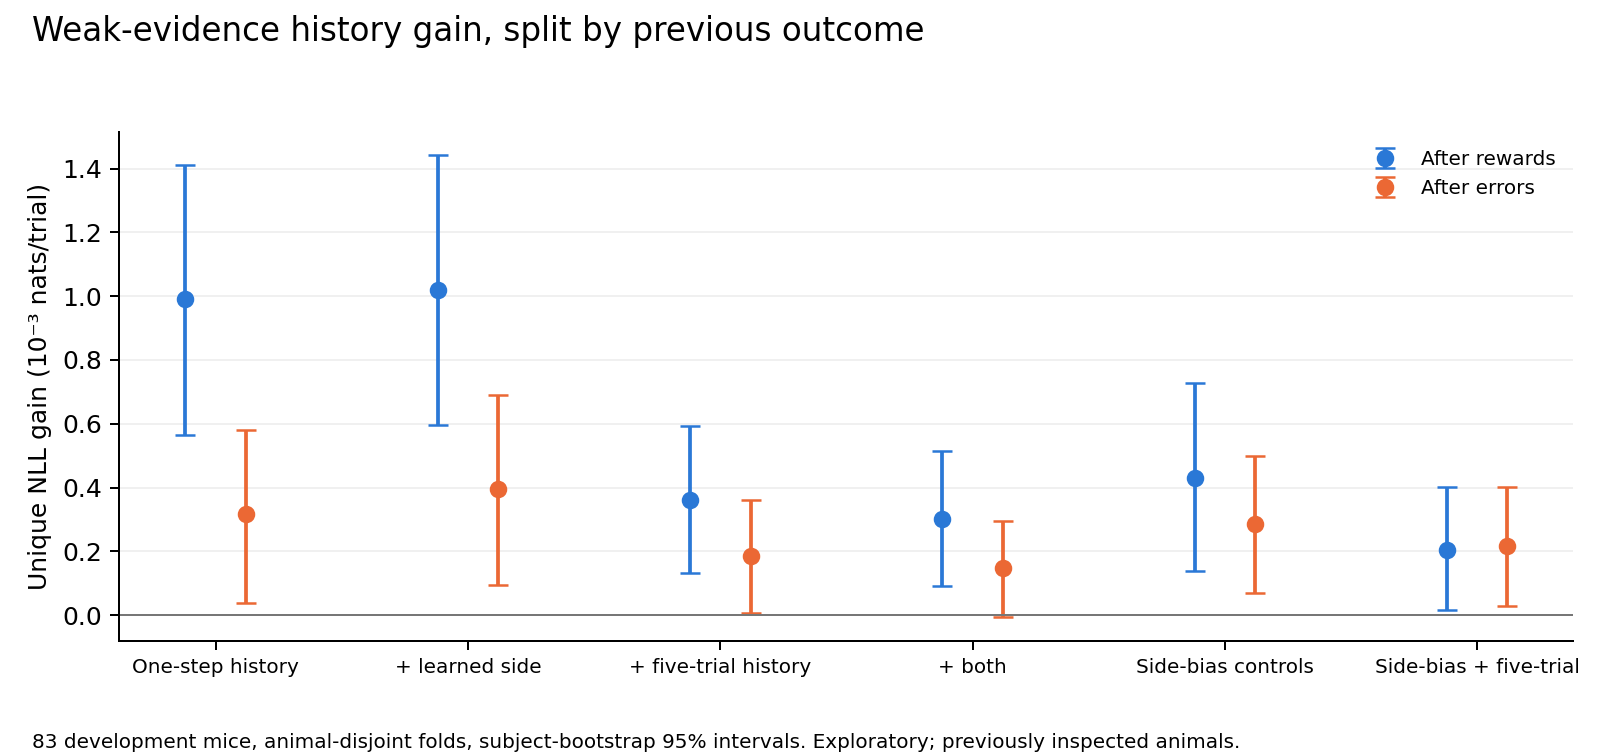 Weak-evidence history gain, split by previous outcome
Unique NLL gain (10⁻³ nats/trial)
1.4
1.2
1.0
0.8
0.6
0.4
0.2
0.0
After rewards
After errors
One-step history
+ learned side
+ five-trial history
+ both
Side-bias controls
Side-bias + five-trial
83 development mice, animal-disjoint folds, subject-bootstrap 95% intervals. Exploratory; previously inspected animals.